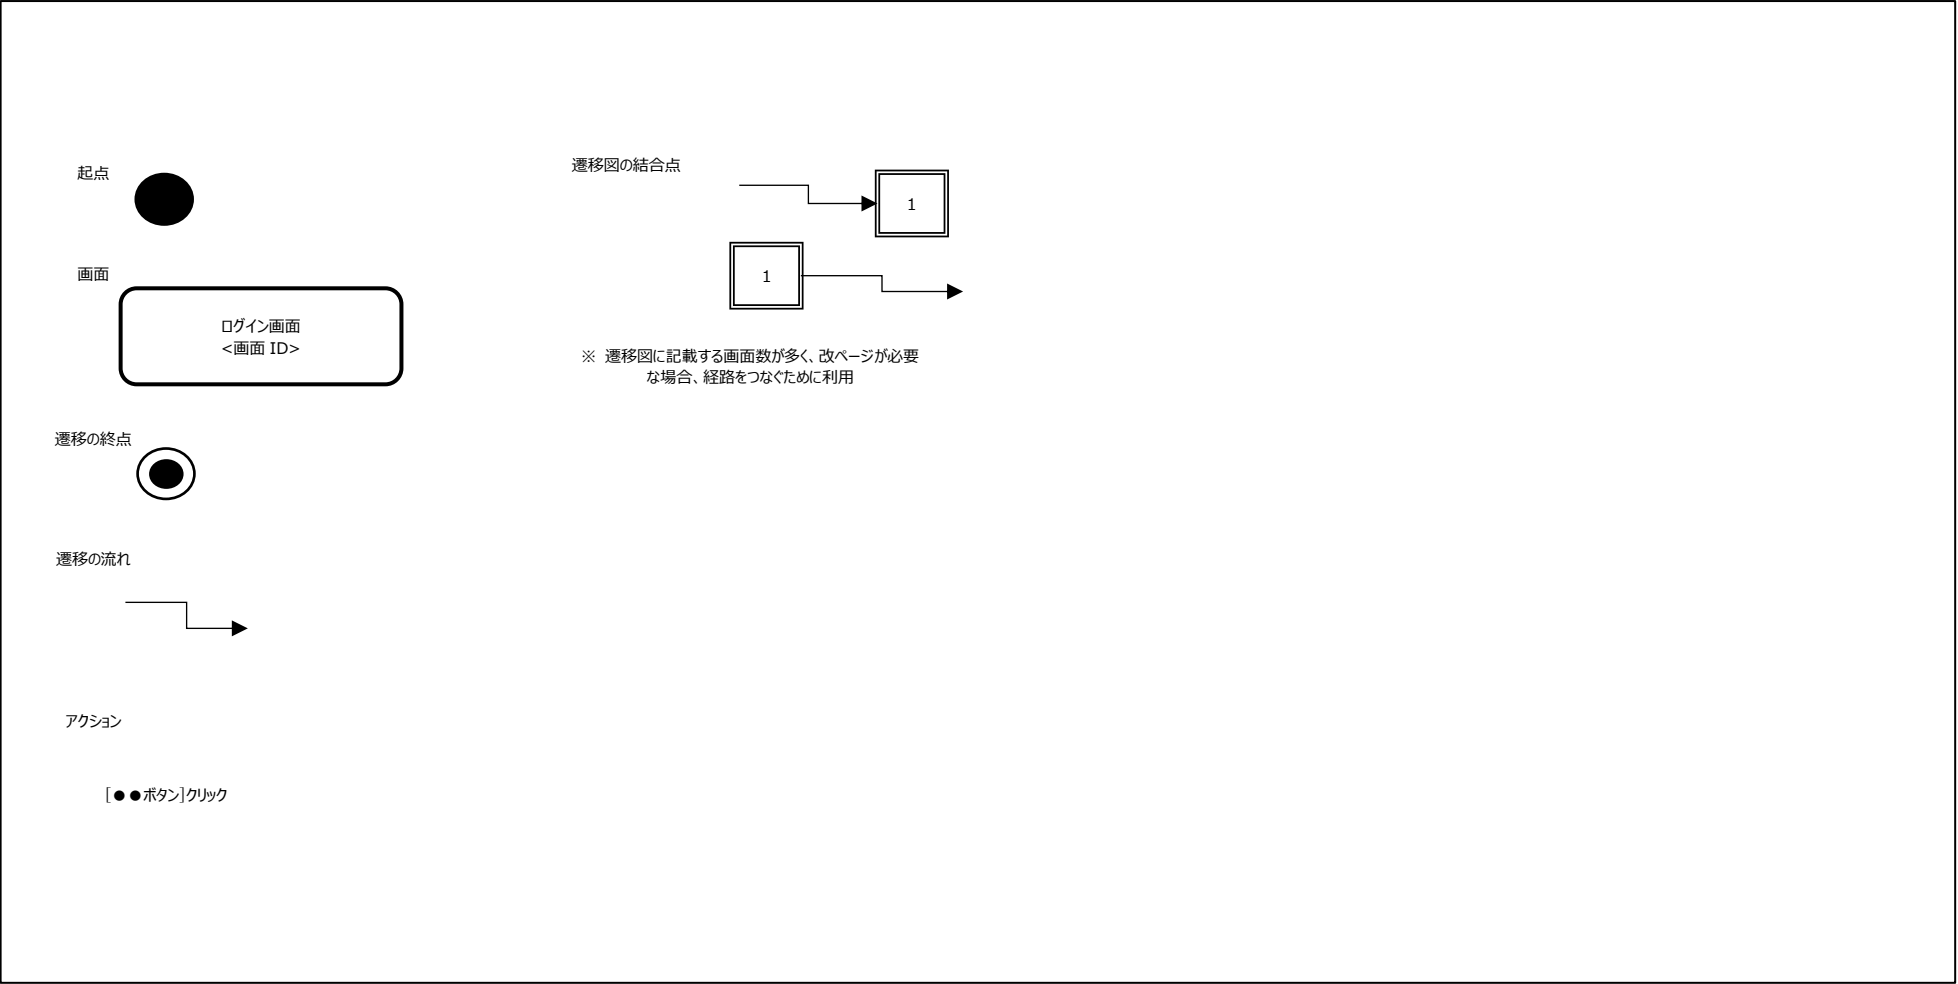 起点
画面
ログイン画面
<画面 ID>
遷移の終点
遷移の流れ
アクション
[●●ボタン]クリック
遷移図の結合点
1
1
※ 遷移図に記載する画面数が多く、改ページが必要
な場合、経路をつなぐために利用